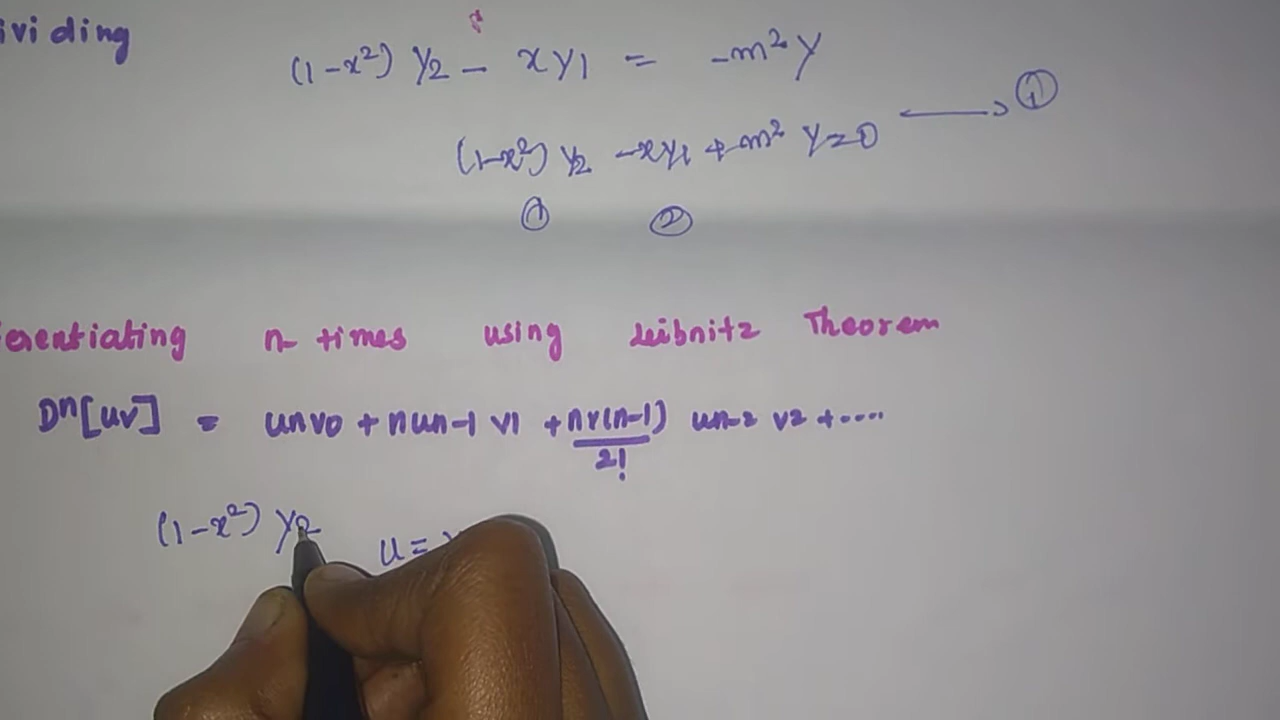 ividing
(1-x²) y2 - xy1 = -m²y
(1-x²) y2 -xy1 + m² y=0 ⟷ ①
① ②
erentiating n- times using Leibnitz Theorem
Dⁿ[uv] = unv0 + nun-1 v1 + n(n-1)/2! un-2 v2 + ....
(1-x²) y2 u =